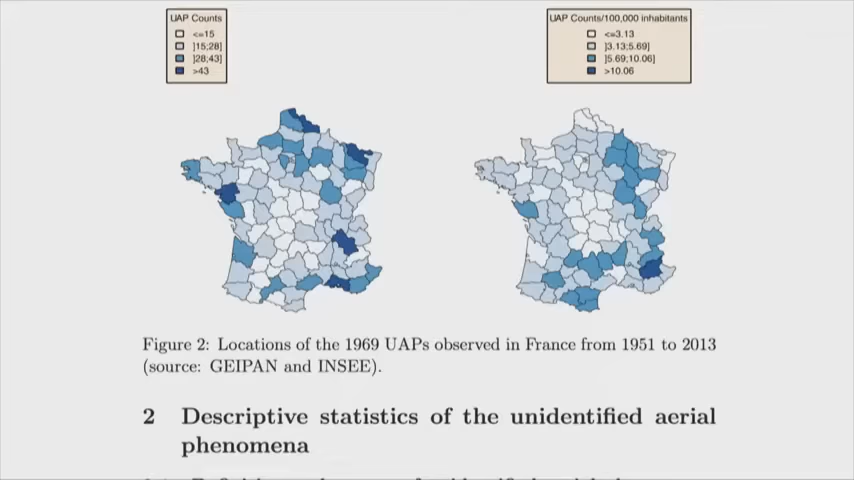 UAP Counts
<=15
]15;28]
]28;43]
>43
UAP Counts/100,000 inhabitants
<=3.13
]3.13;5.69]
]5.69;10.06]
>10.06
Figure 2: Locations of the 1969 UAPs observed in France from 1951 to 2013
(source: GEIPAN and INSEE).
2 Descriptive statistics of the unidentified aerial
phenomena